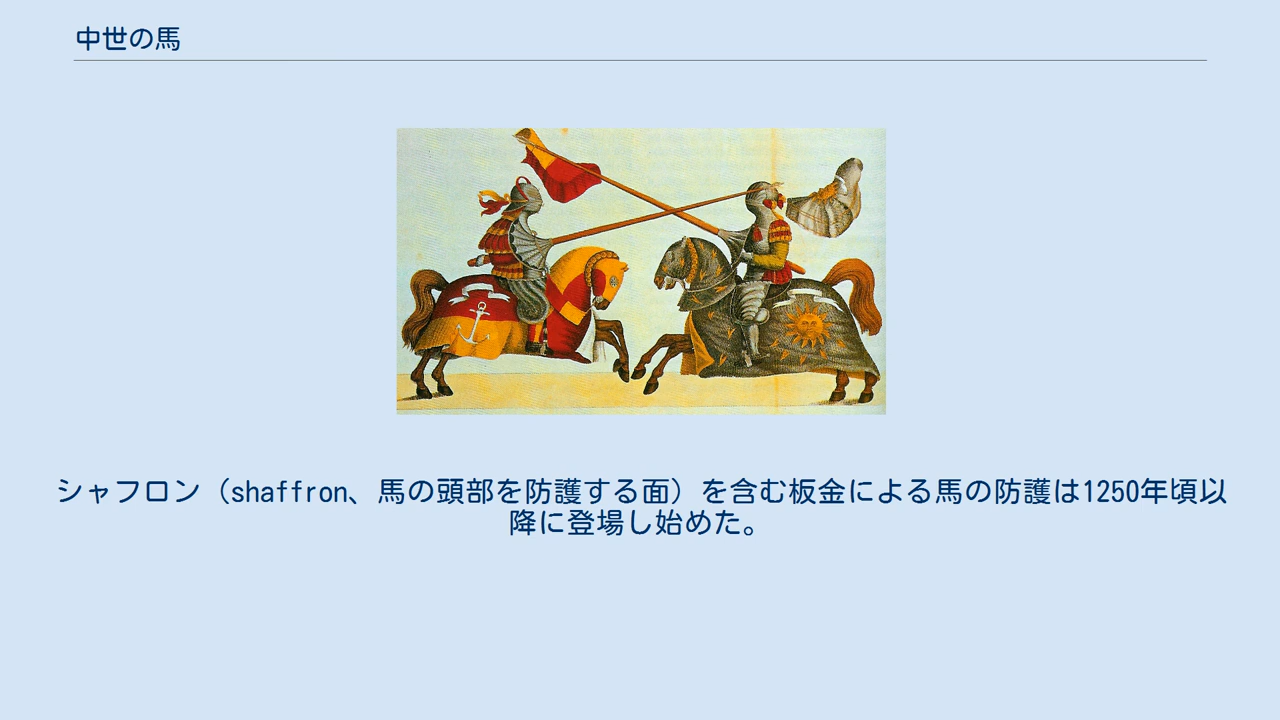 中世の馬
シャフロン（shaffron、馬の頭部を防護する面）を含む板金による馬の防護は1250年頃以
降に登場し始めた。